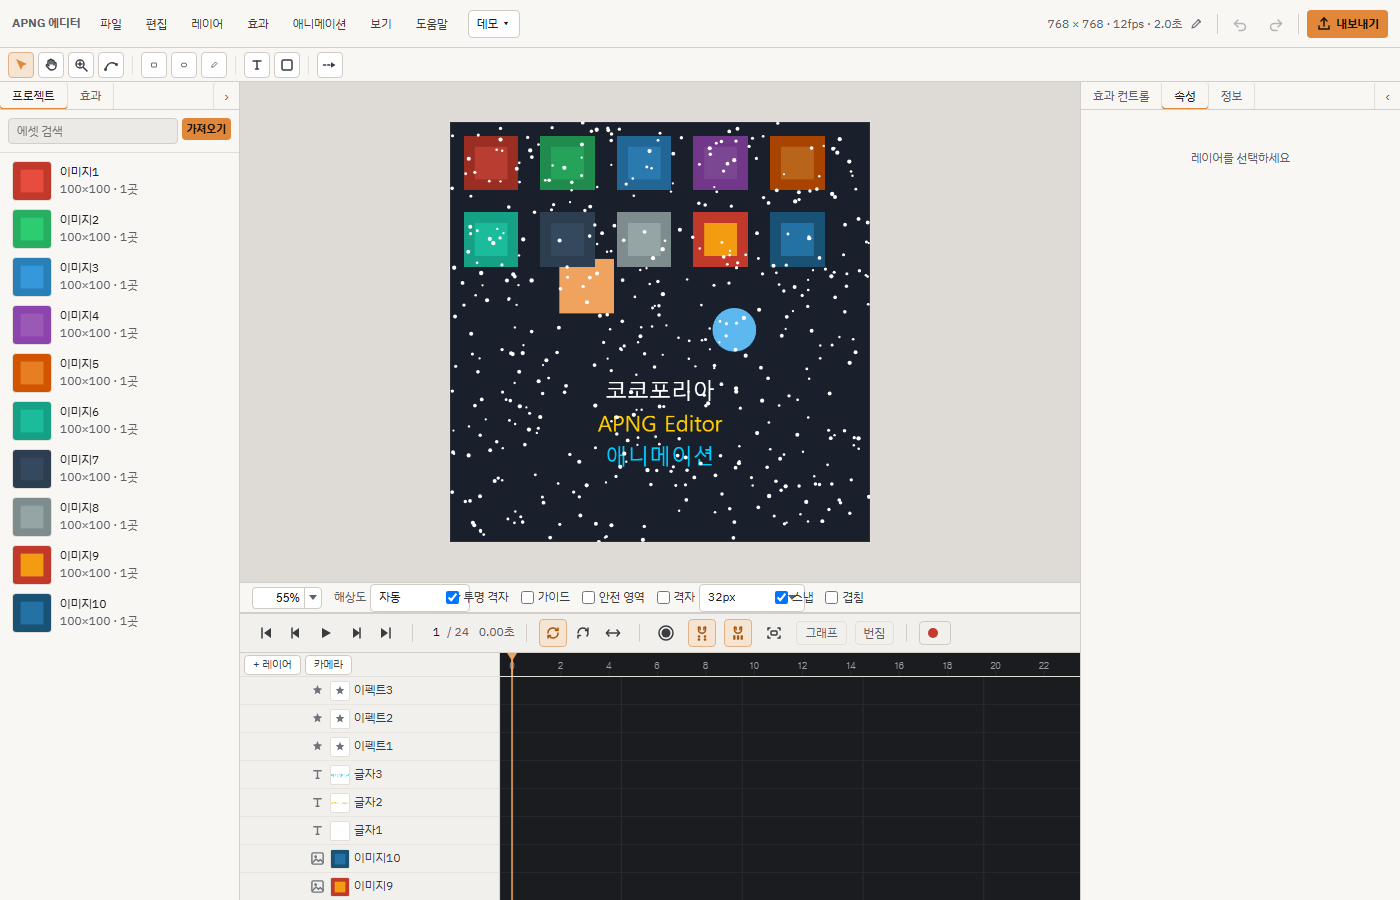 APNG 에디터 파일 편집 레이어 효과 애니메이션 보기 도움말 데모 768 × 768 · 12fps · 2.0초 내보내기
프로젝트 효과
에셋 검색 가져오기
이미지1
100×100 · 1곳
이미지2
100×100 · 1곳
이미지3
100×100 · 1곳
이미지4
100×100 · 1곳
이미지5
100×100 · 1곳
이미지6
100×100 · 1곳
이미지7
100×100 · 1곳
이미지8
100×100 · 1곳
이미지9
100×100 · 1곳
이미지10
100×100 · 1곳
코코포리아
APNG Editor
애니메이션
55% 해상도 자동 투명 격자 가이드 안전 영역 격자 32px 스냅 겹침
1 / 24 0.00초 그래프 번짐
+ 레이어 카메라 0 2 4 6 8 10 12 14 16 18 20 22
이펙트3
이펙트2
이펙트1
글자3
글자2
글자1
이미지10
이미지9
효과 컨트롤 속성 정보
레이어를 선택하세요